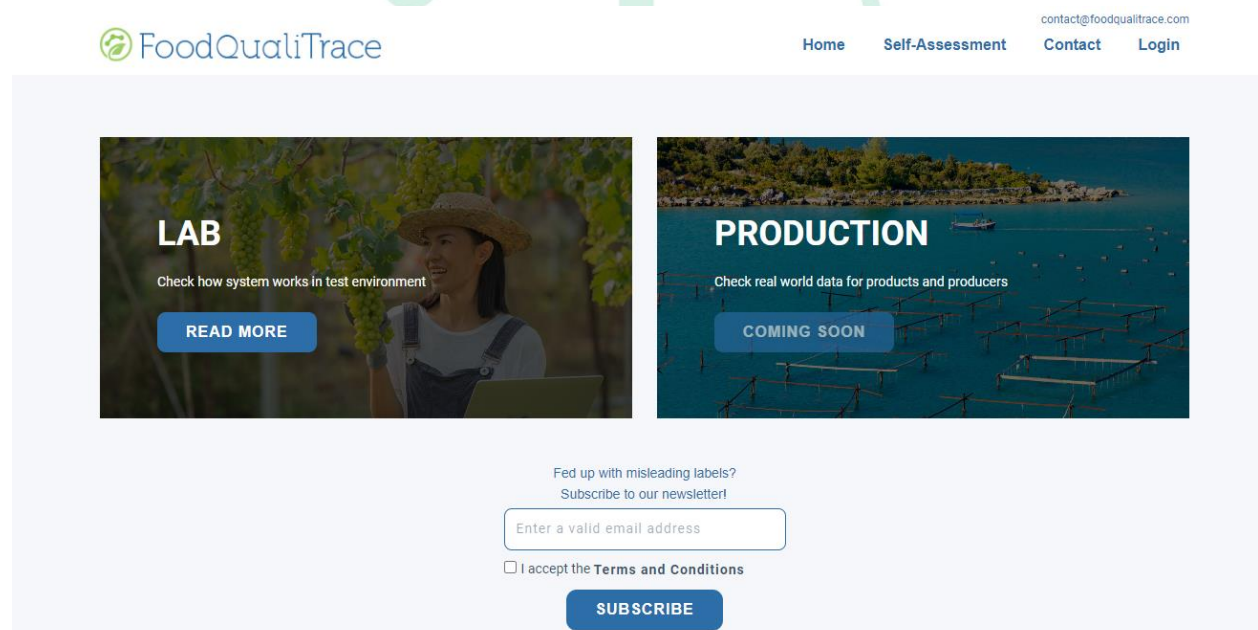 contact@foodqualitrace.com
FoodQualiTrace
Home Self-Assessment Contact Login
LAB
Check how system works in test environment
READ MORE
PRODUCTION
Check real world data for products and producers
COMING SOON
Fed up with misleading labels?
Subscribe to our newsletter!
Enter a valid email address
I accept the Terms and Conditions
SUBSCRIBE